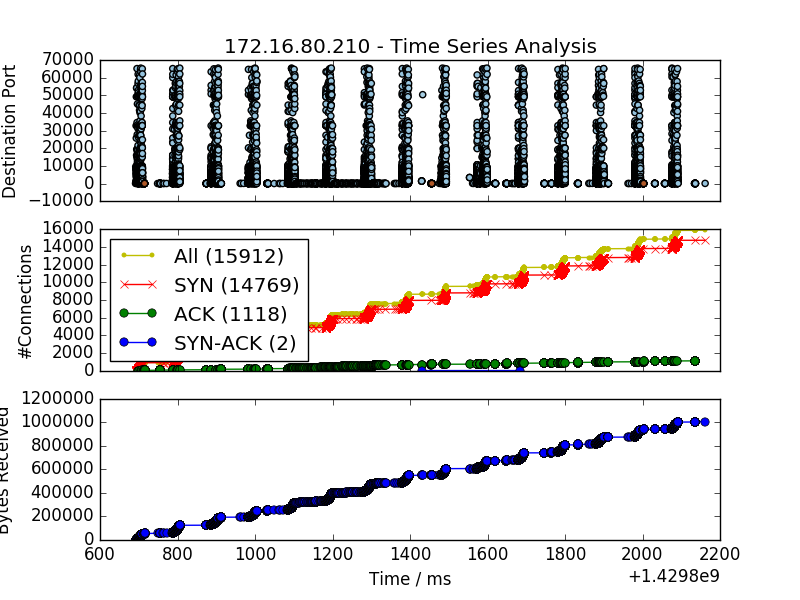 172.16.80.210 - Time Series Analysis
70000
60000
50000
40000
30000
20000
10000
0
−10000
Destination Port
16000
14000
12000
10000
8000
6000
4000
2000
0
#Connections
All (15912)
SYN (14769)
ACK (1118)
SYN-ACK (2)
1200000
1000000
800000
600000
400000
200000
0
Bytes Received
600 800 1000 1200 1400 1600 1800 2000 2200
Time / ms
+1.4298e9